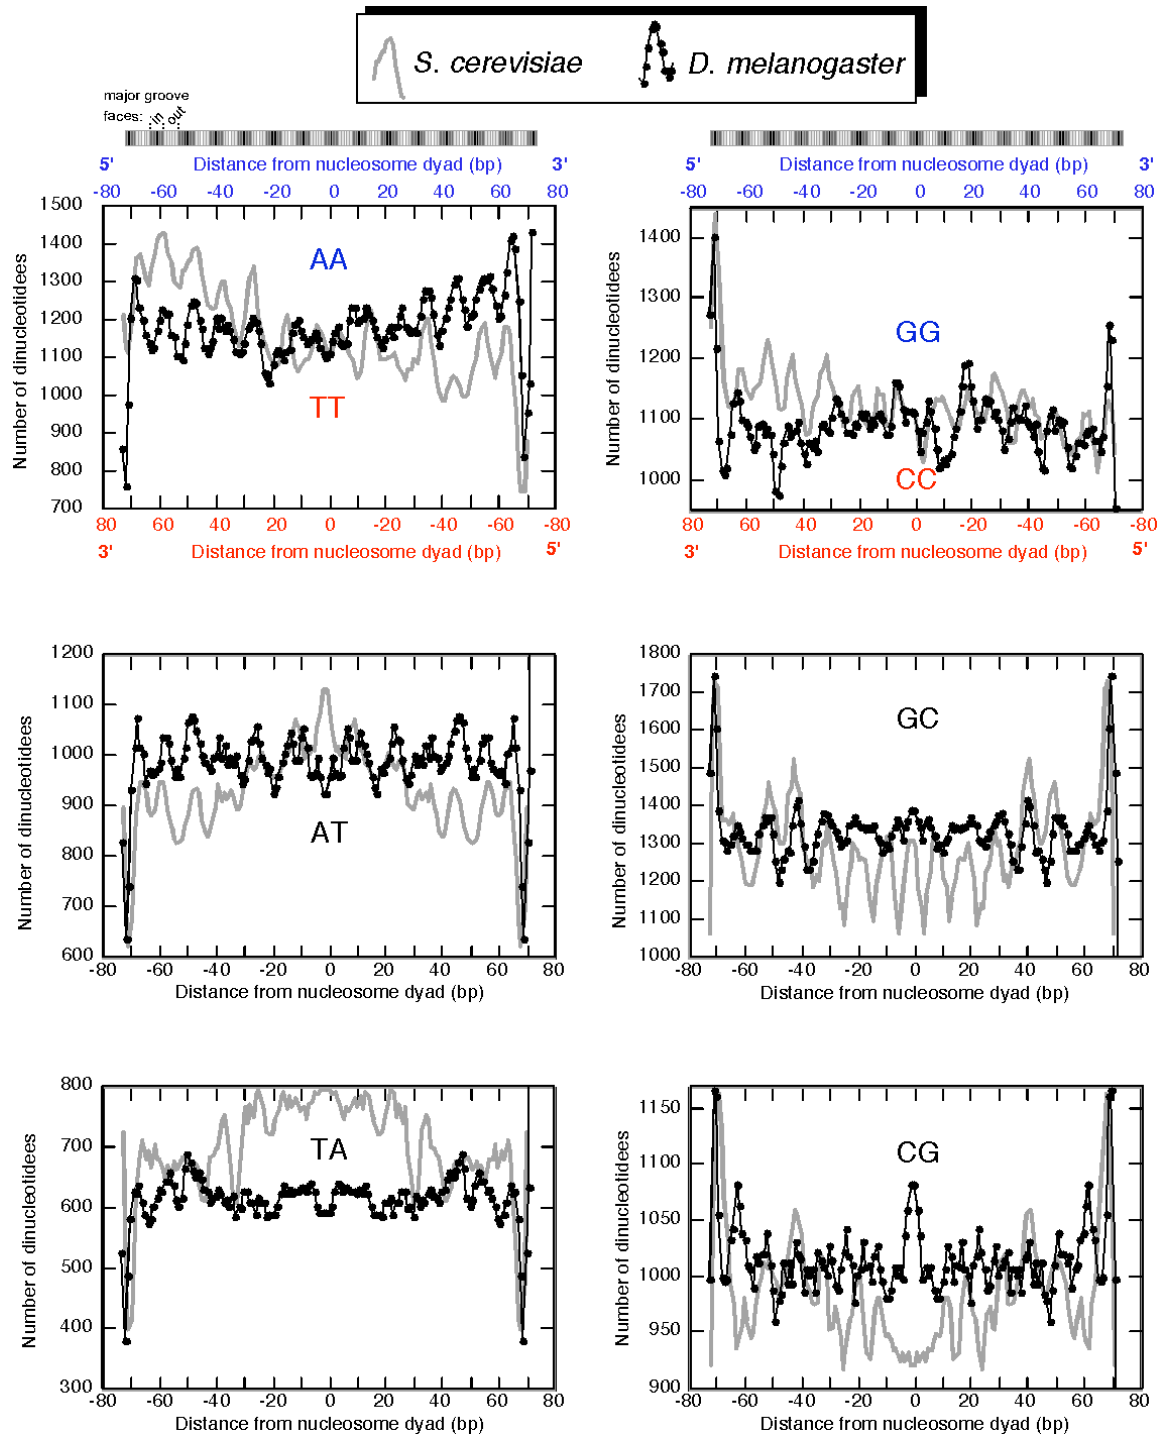 S. cerevisiae D. melanogaster
major groove
faces: in out
5' Distance from nucleosome dyad (bp) 3'
-80 -60 -40 -20 0 20 40 60 80
1500
1400
1300
1200
1100
1000
900
800
700
Number of dinucleotidees
AA
TT
80 60 40 20 0 -20 -40 -60 -80
3' Distance from nucleosome dyad (bp) 5'
5' Distance from nucleosome dyad (bp) 3'
-80 -60 -40 -20 0 20 40 60 80
1400
1300
1200
1100
1000
Number of dinucleotidees
GG
CC
80 60 40 20 0 -20 -40 -60 -80
3' Distance from nucleosome dyad (bp) 5'
1200
1100
1000
900
800
700
600
Number of dinucleotidees
AT
-80 -60 -40 -20 0 20 40 60 80
Distance from nucleosome dyad (bp)
1800
1700
1600
1500
1400
1300
1200
1100
1000
Number of dinucleotidees
GC
-80 -60 -40 -20 0 20 40 60 80
Distance from nucleosome dyad (bp)
800
700
600
500
400
300
Number of dinucleotidees
TA
-80 -60 -40 -20 0 20 40 60 80
Distance from nucleosome dyad (bp)
1150
1100
1050
1000
950
900
Number of dinucleotidees
CG
-80 -60 -40 -20 0 20 40 60 80
Distance from nucleosome dyad (bp)